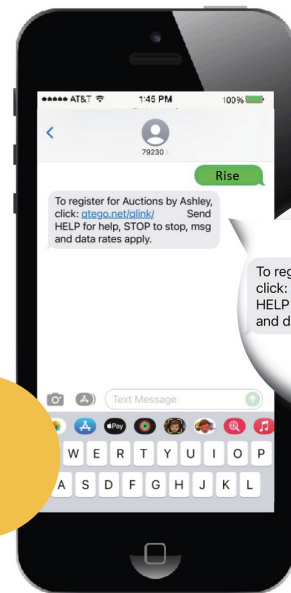 AT&T 1:45 PM 100%
79230
Rise
To register for Auctions by Ashley,
click: qtego.net/qlink/ Send
HELP for help, STOP to stop, msg
and data rates apply.
To reg
click:
HELP
and d
Text Message
Pay
W E R T Y U I O P
A S D F G H J K L